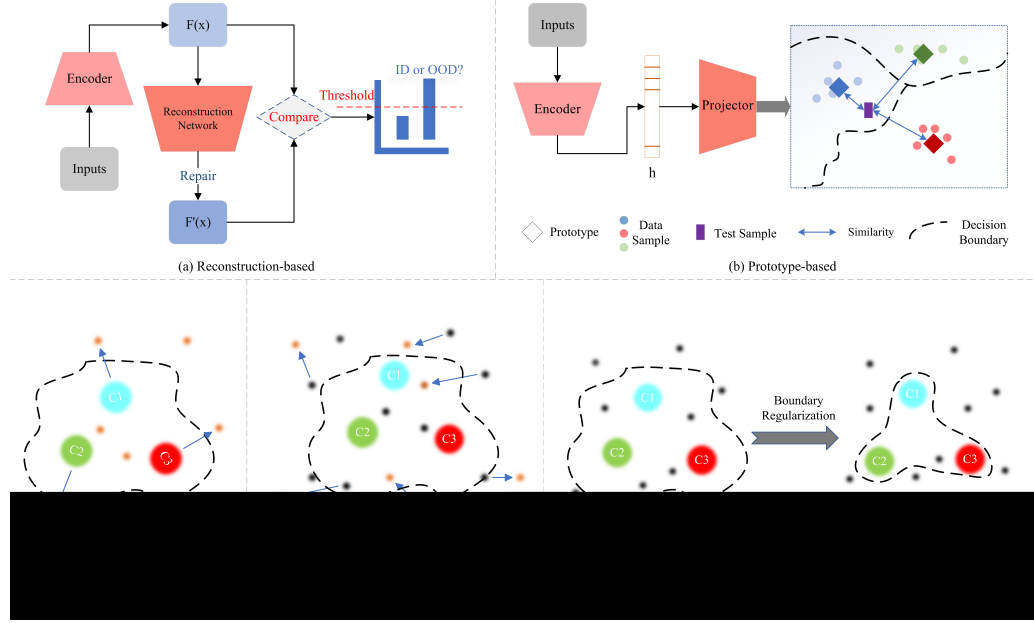 F(x)
Encoder
Reconstruction
Network
Inputs
Repair
F'(x)
Compare
Threshold
ID or OOD?
(a) Reconstruction-based
Inputs
Encoder
h
Projector
Prototype
Data
Sample
Test Sample
Similarity
Decision
Boundary
(b) Prototype-based
C1
C2
C3
C1
C2
C3
C1
C2
C3
Boundary
Regularization
C1
C2
C3